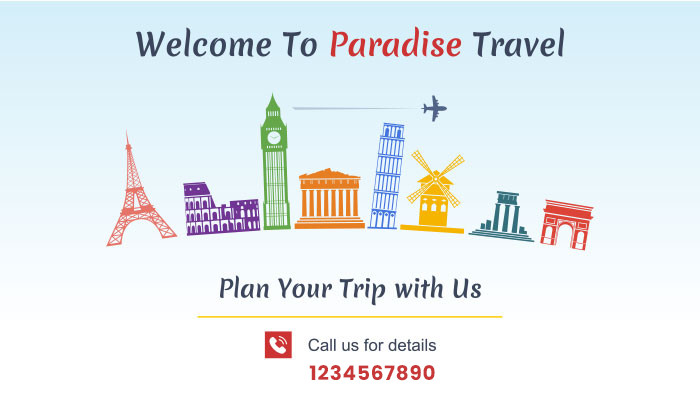 Welcome To Paradise Travel
Plan Your Trip with Us
Call us for details
1234567890